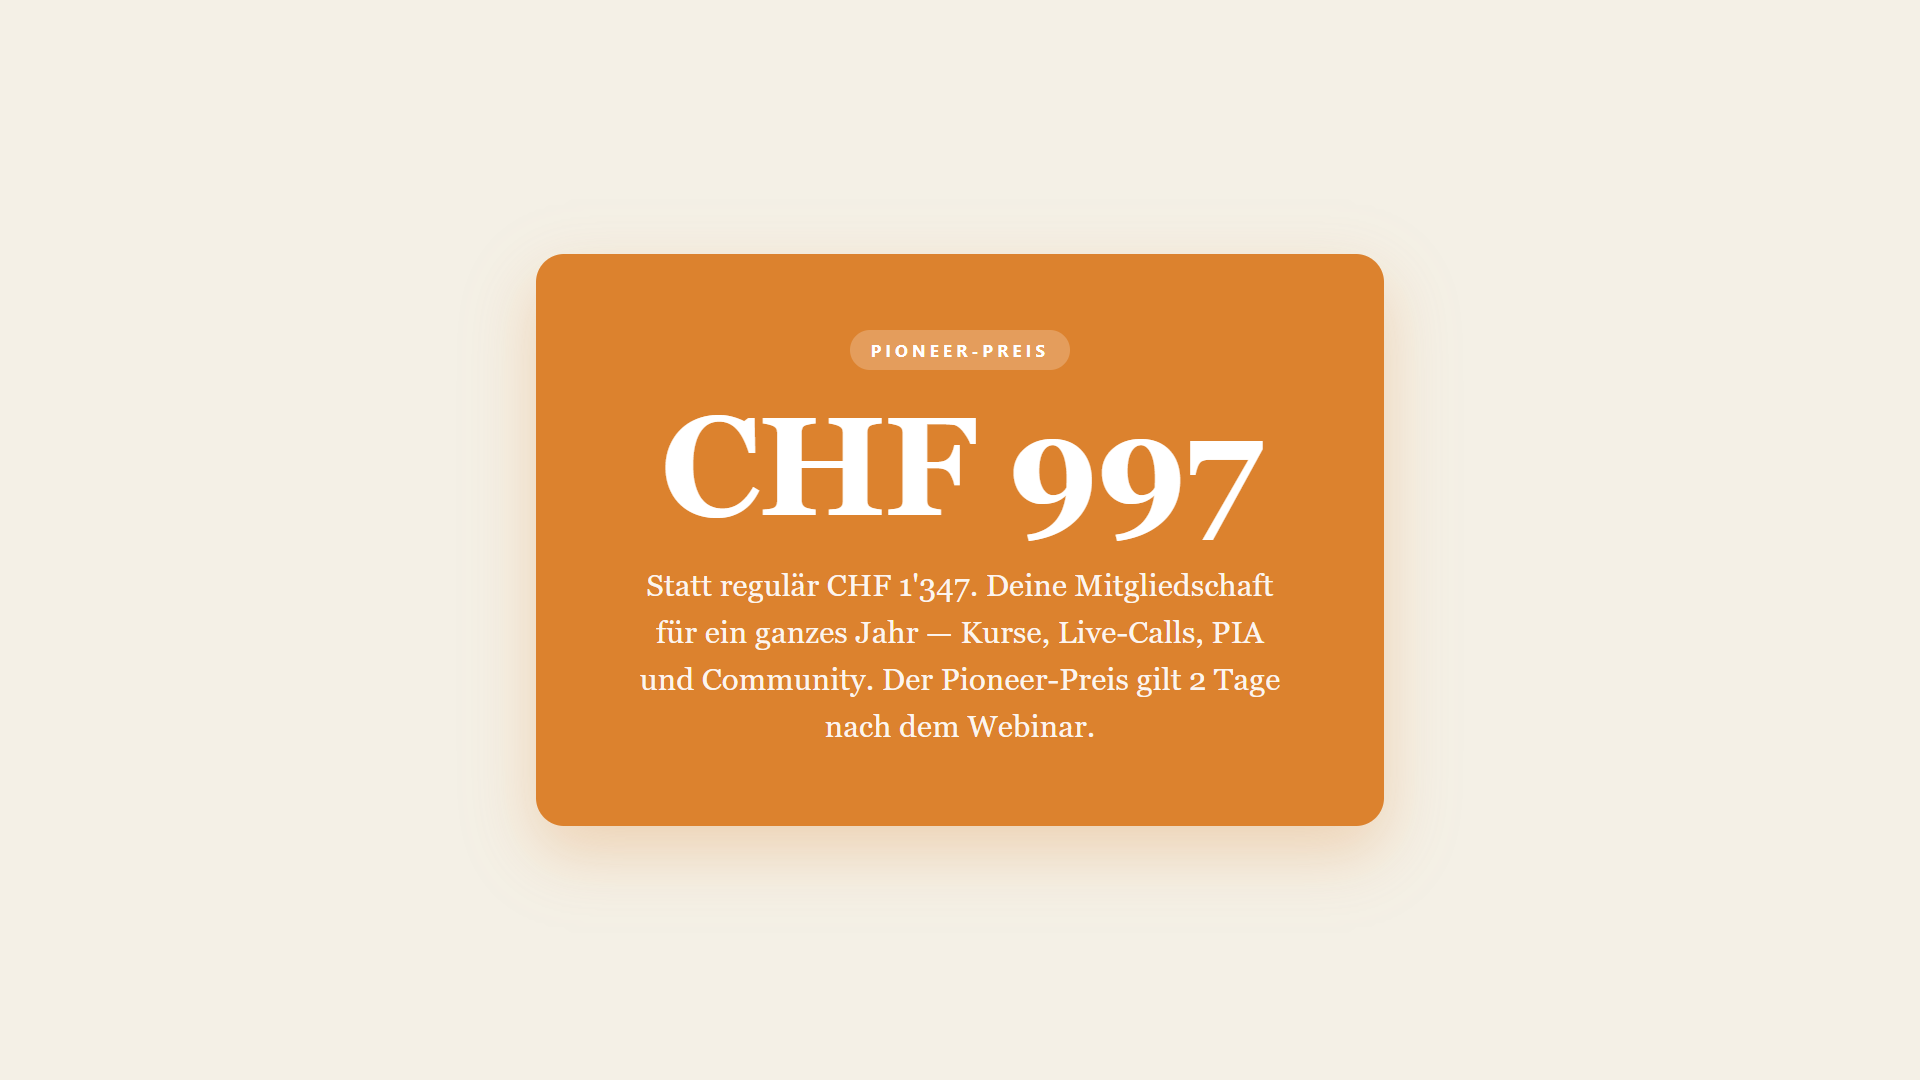 PIONEER-PREIS
CHF 997
Statt regulär CHF 1'347. Deine Mitgliedschaft
für ein ganzes Jahr — Kurse, Live-Calls, PIA
und Community. Der Pioneer-Preis gilt 2 Tage
nach dem Webinar.